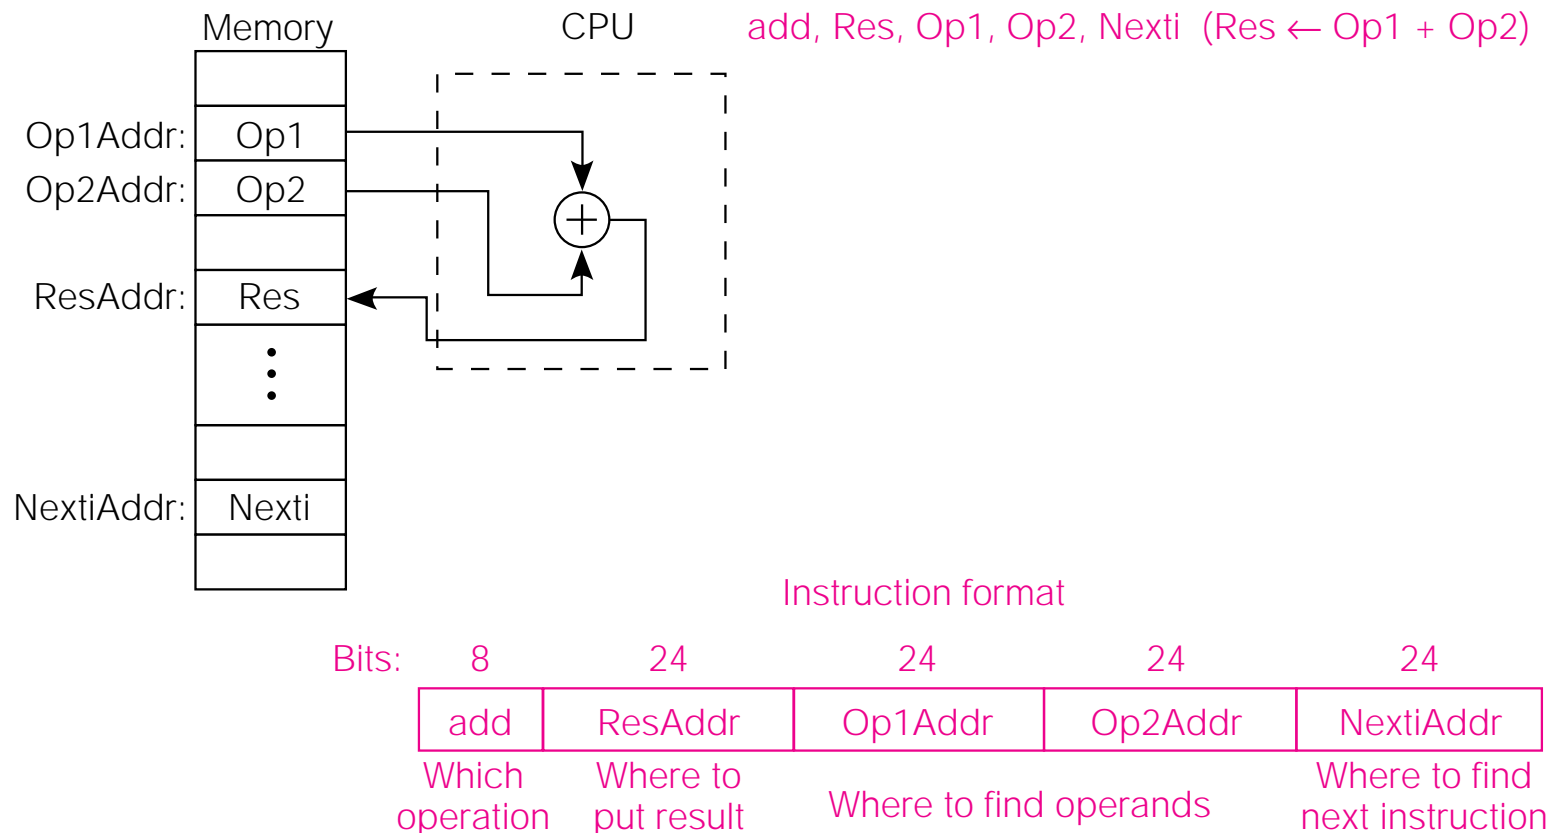 Memory
CPU
add, Res, Op1, Op2, Nexti (Res ← Op1 + Op2)
Op1Addr: Op1
Op2Addr: Op2
+
ResAddr: Res
NextiAddr: Nexti
Instruction format
Bits: 8 24 24 24 24
add ResAddr Op1Addr Op2Addr NextiAddr
Which operation
Where to put result
Where to find operands
Where to find next instruction